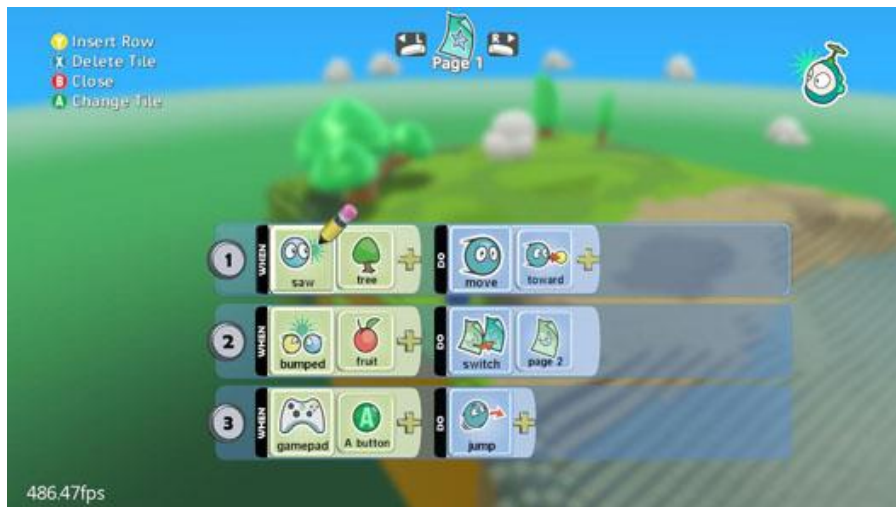 L R
Page 1
Y Insert Row
X Delete Tile
B Close
A Change Tile
1 WHEN saw tree DO move toward
2 WHEN bumped fruit DO switch page 2
3 WHEN gamepad A A button DO jump
486.47fps